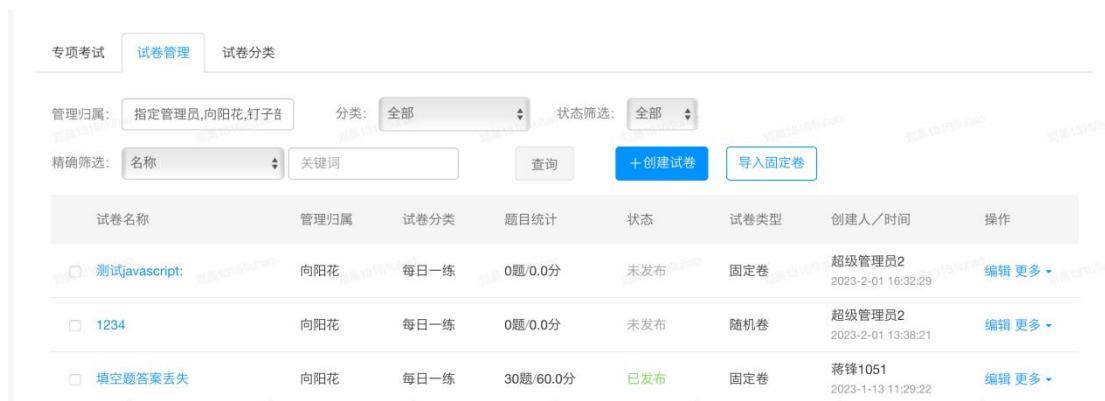 专项考试 试卷管理 试卷分类
管理归属: 指定管理员,向阳花,钉子部 分类: 全部 状态筛选: 全部
精确筛选: 名称 关键词 查询 +创建试卷 导入固定卷
试卷名称 管理归属 试卷分类 题目统计 状态 试卷类型 创建人／时间 操作
测试javascript: 向阳花 每日一练 0题/0.0分 未发布 固定卷 超级管理员2 编辑 更多
2023-2-01 16:32:29
1234 向阳花 每日一练 0题/0.0分 未发布 随机卷 超级管理员2 编辑 更多
2023-2-01 13:38:21
填空题答案丢失 向阳花 每日一练 30题/60.0分 已发布 固定卷 蒋锋1051 编辑 更多
2023-1-13 11:29:22